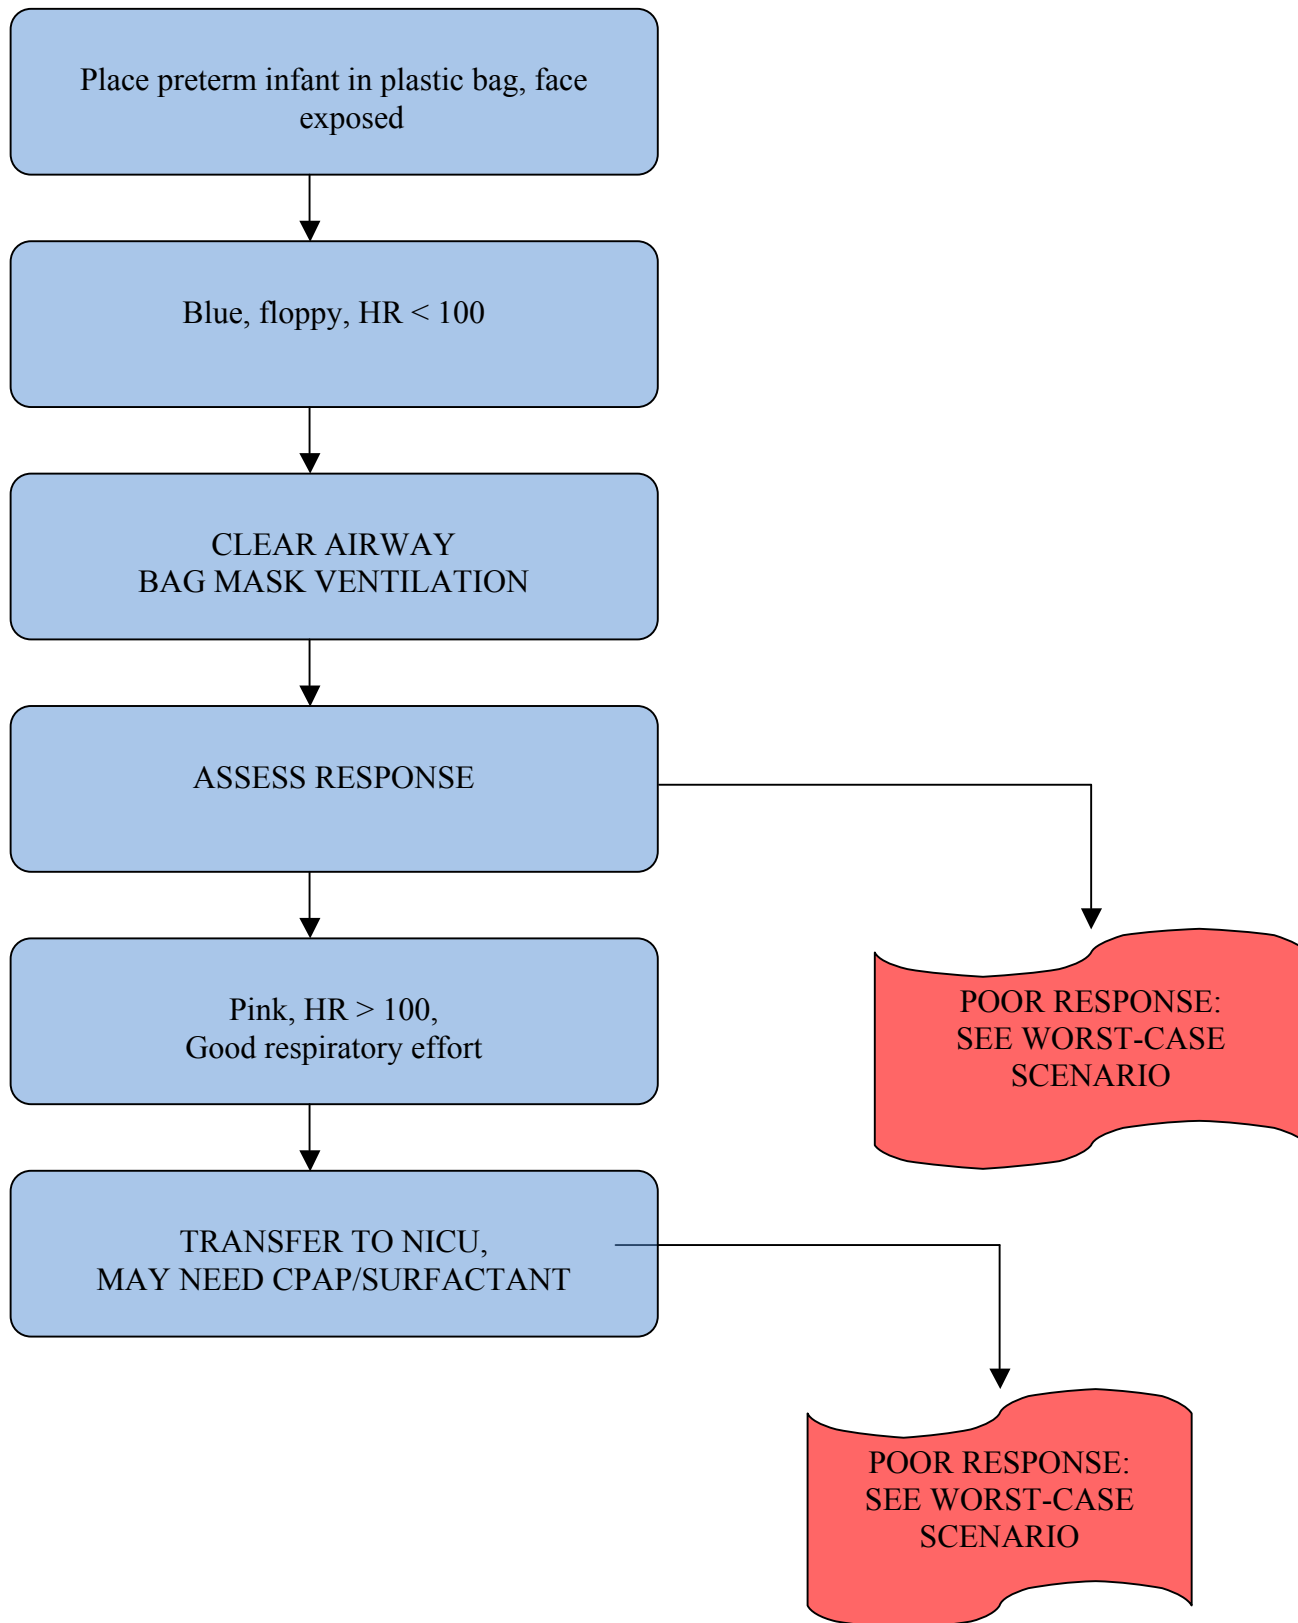 Place preterm infant in plastic bag, face
exposed
Blue, floppy, HR < 100
CLEAR AIRWAY
BAG MASK VENTILATION
ASSESS RESPONSE
Pink, HR > 100,
Good respiratory effort
POOR RESPONSE:
SEE WORST-CASE
SCENARIO
TRANSFER TO NICU,
MAY NEED CPAP/SURFACTANT
POOR RESPONSE:
SEE WORST-CASE
SCENARIO